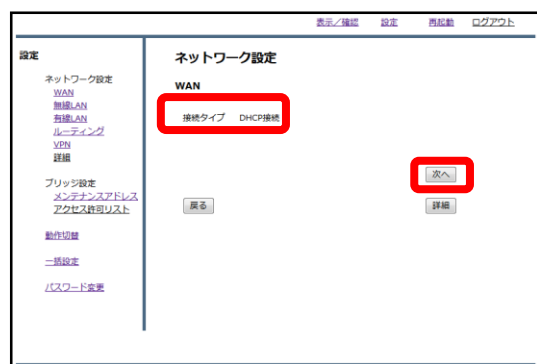 表示／確認 設定 再起動 ログアウト
設定
ネットワーク設定
WAN
無線LAN
有線LAN
ルーティング
VPN
詳細
ブリッジ設定
メンテナンスアドレス
アクセス許可リスト
動作切替
一括設定
パスワード変更
ネットワーク設定
WAN
接続タイプ DHCP接続
次へ
戻る 詳細